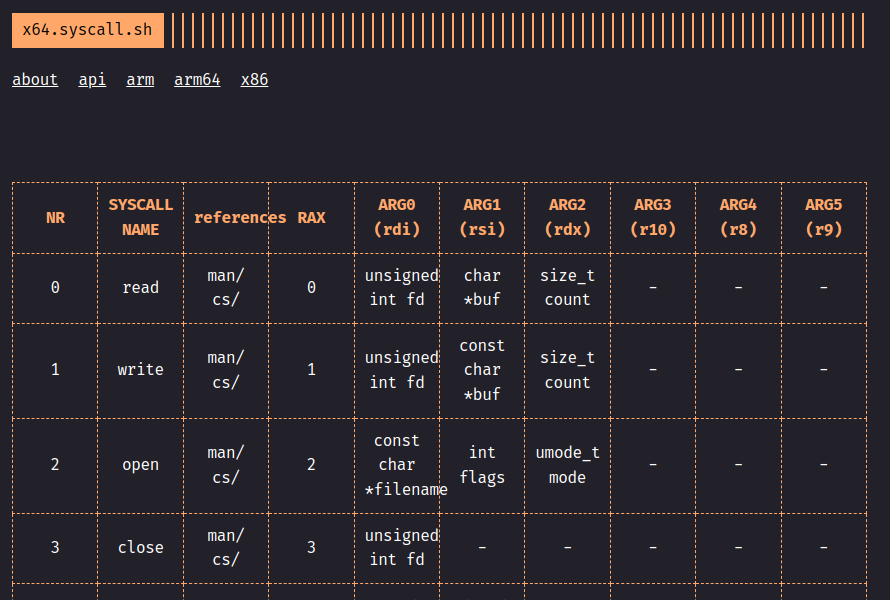 x64.syscall.sh
about api arm arm64 x86
NR SYSCALL NAME references RAX ARG0 (rdi) ARG1 (rsi) ARG2 (rdx) ARG3 (r10) ARG4 (r8) ARG5 (r9)
0 read man/ cs/ 0 unsigned int fd char *buf size_t count - - -
1 write man/ cs/ 1 unsigned int fd const char *buf size_t count - - -
2 open man/ cs/ 2 const char *filename int flags umode_t mode - - -
3 close man/ cs/ 3 unsigned int fd - - - - -